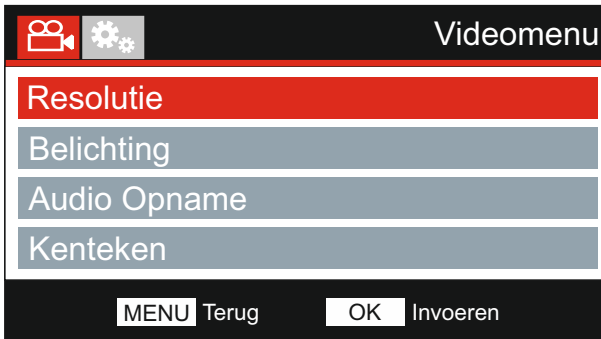 Videomenu
Resolutie
Belichting
Audio Opname
Kenteken
MENU Terug OK Invoeren